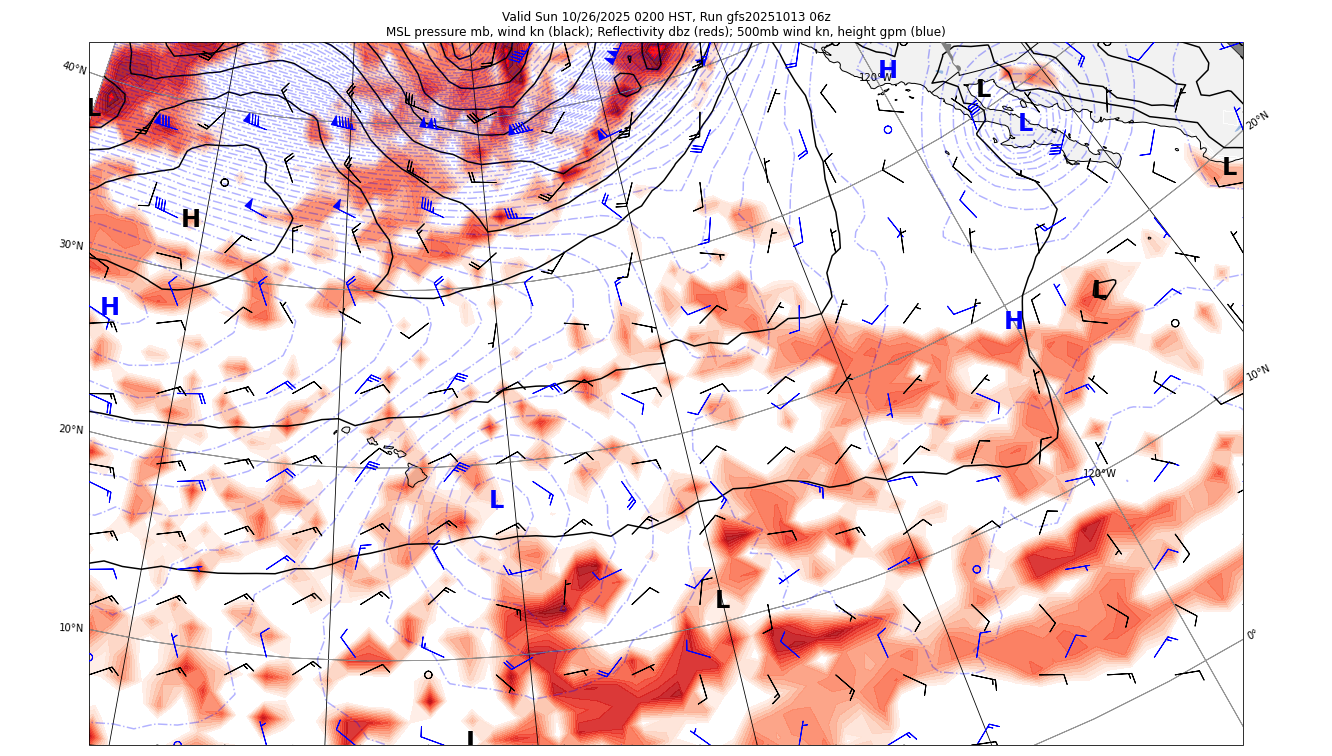 Valid Sun 10/26/2025 0200 HST, Run gfs20251013 06z
MSL pressure mb, wind kn (black); Reflectivity dbz (reds); 500mb wind kn, height gpm (blue)
40°N
H
120°W
L
L
L
20°N
L
H
30°N
H
L
H
10°N
20°N
120°W
L
L
10°N
0°
L